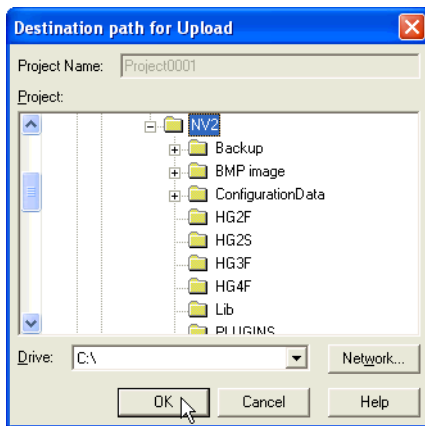 Destination path for Upload
Project Name: Project0001
Project:
NV2
Backup
BMP image
ConfigurationData
HG2F
HG2S
HG3F
HG4F
Lib
PLUGINS
Drive: C:\ Network...
OK Cancel Help